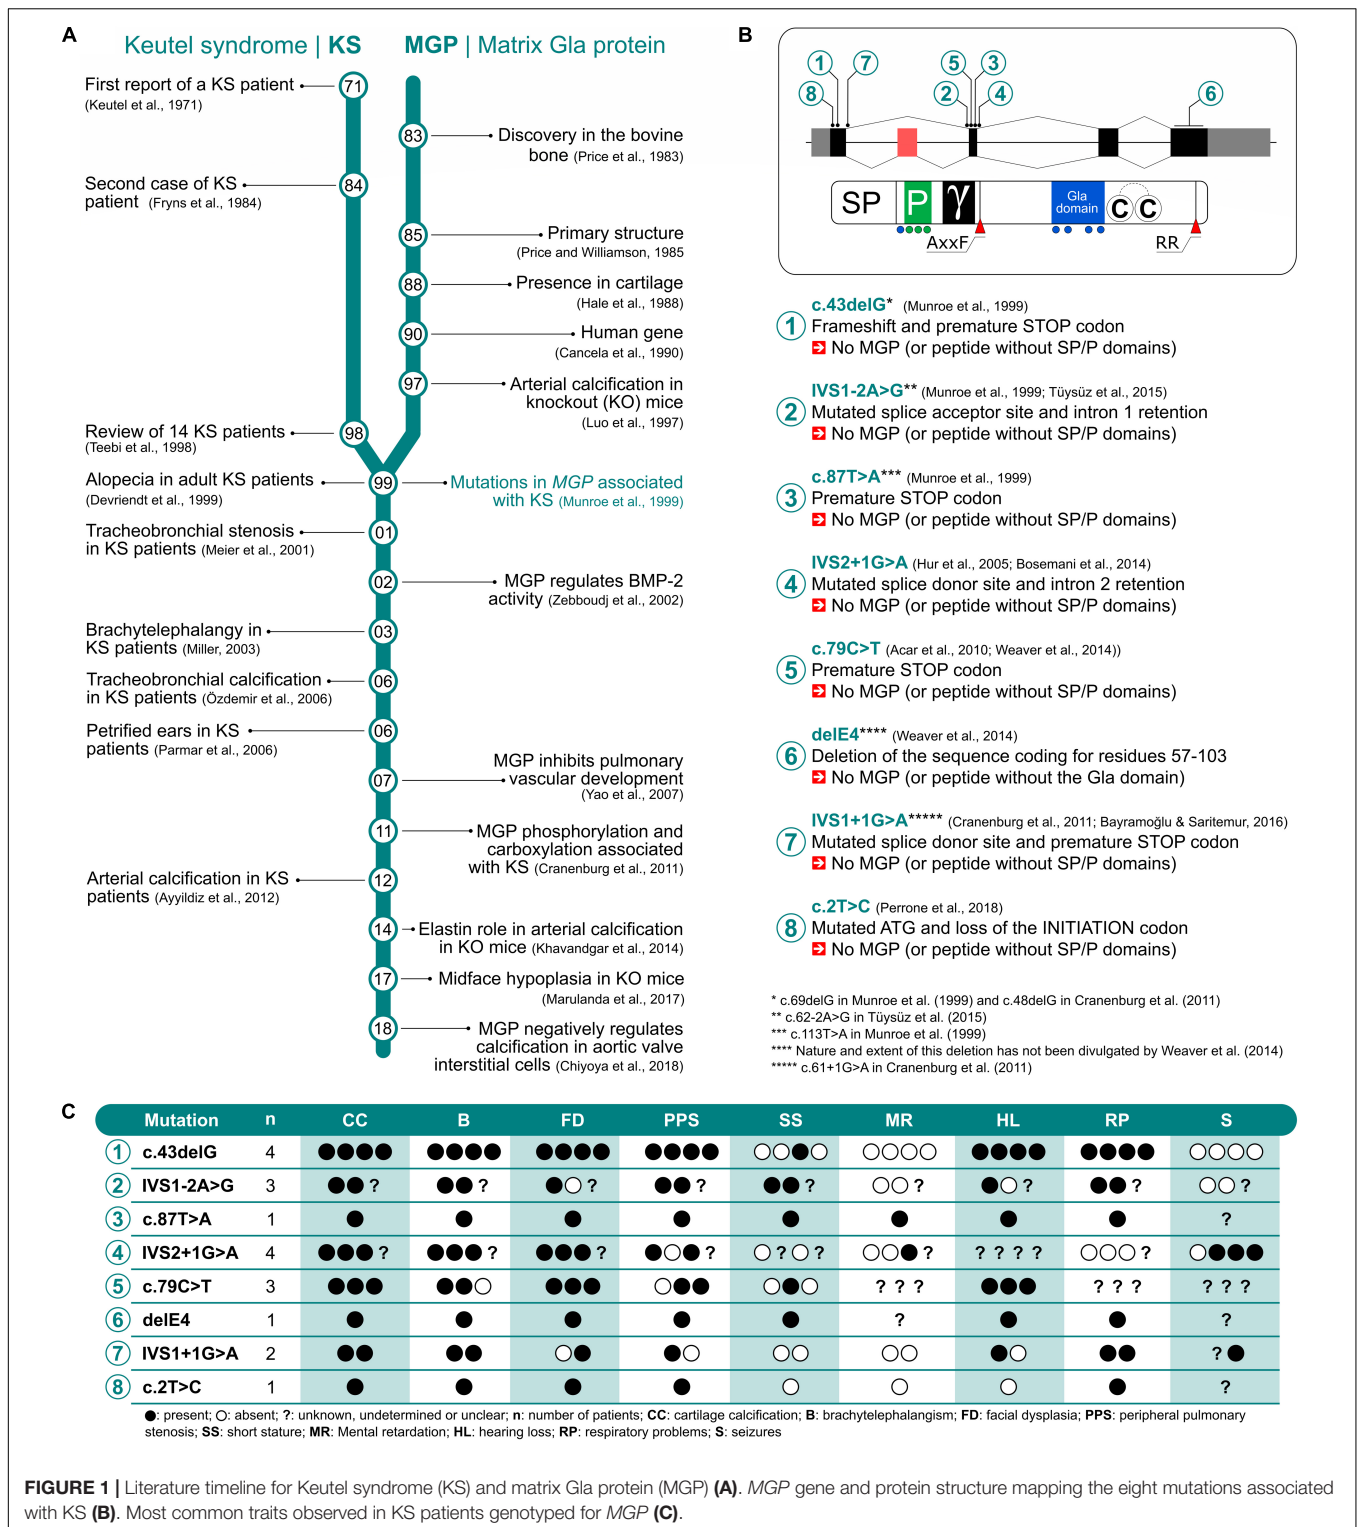 A
Keutel syndrome | KS
MGP | Matrix Gla protein
First report of a KS patient
(Keutel et al., 1971)
71
83
Discovery in the bovine
bone (Price et al., 1983)
Second case of KS
patient (Fryns et al., 1984)
84
85
Primary structure
(Price and Williamson, 1985
88
Presence in cartilage
(Hale et al., 1988)
90
Human gene
(Cancela et al., 1990)
97
Arterial calcification in
knockout (KO) mice
(Luo et al., 1997)
Review of 14 KS patients
(Teebi et al., 1998)
98
Alopecia in adult KS patients
(Devriendt et al., 1999)
99
Mutations in MGP associated
with KS (Munroe et al., 1999)
Tracheobronchial stenosis
in KS patients (Meier et al., 2001)
01
02
MGP regulates BMP-2
activity (Zebboudj et al., 2002)
Brachytelephalangy in
KS patients (Miller, 2003)
03
Tracheobronchial calcification
in KS patients (Özdemir et al., 2006)
06
Petrified ears in KS
patients (Parmar et al., 2006)
06
07
MGP inhibits pulmonary
vascular development
(Yao et al., 2007)
11
MGP phosphorylation and
carboxylation associated
with KS (Cranenburg et al., 2011)
Arterial calcification in KS
patients (Ayyildiz et al., 2012)
12
14
Elastin role in arterial calcification
in KO mice (Khavandgar et al., 2014)
17
Midface hypoplasia in KO mice
(Marulanda et al., 2017)
18
MGP negatively regulates
calcification in aortic valve
interstitial cells (Chiyoya et al., 2018)
B
1 7 5 3
8 2 4 6
SP P γ Gla domain C C
AxxF RR
c.43delG* (Munroe et al., 1999)
1 Frameshift and premature STOP codon
No MGP (or peptide without SP/P domains)
IVS1-2A>G** (Munroe et al., 1999; Tüysüz et al., 2015)
2 Mutated splice acceptor site and intron 1 retention
No MGP (or peptide without SP/P domains)
c.87T>A*** (Munroe et al., 1999)
3 Premature STOP codon
No MGP (or peptide without SP/P domains)
IVS2+1G>A (Hur et al., 2005; Bosemani et al., 2014)
4 Mutated splice donor site and intron 2 retention
No MGP (or peptide without SP/P domains)
c.79C>T (Acar et al., 2010; Weaver et al., 2014))
5 Premature STOP codon
No MGP (or peptide without SP/P domains)
delE4**** (Weaver et al., 2014)
6 Deletion of the sequence coding for residues 57-103
No MGP (or peptide without the Gla domain)
IVS1+1G>A***** (Cranenburg et al., 2011; Bayramoğlu & Saritemur, 2016)
7 Mutated splice donor site and premature STOP codon
No MGP (or peptide without SP/P domains)
c.2T>C (Perrone et al., 2018)
8 Mutated ATG and loss of the INITIATION codon
No MGP (or peptide without SP/P domains)
* c.69delG in Munroe et al. (1999) and c.48delG in Cranenburg et al. (2011)
** c.62-2A>G in Tüysüz et al. (2015)
*** c.113T>A in Munroe et al. (1999)
**** Nature and extent of this deletion has not been divulgated by Weaver et al. (2014)
***** c.61+1G>A in Cranenburg et al. (2011)
C
Mutation n CC B FD PPS SS MR HL RP S
1 c.43delG 4 ●●●● ●●●● ●●●● ●●●● ○○●○ ○○○○ ●●●● ●●●● ○○○○
2 IVS1-2A>G 3 ●●? ●●? ●○? ●●? ●●? ○○? ●○? ●●? ○○?
3 c.87T>A 1 ● ● ● ● ● ● ● ● ?
4 IVS2+1G>A 4 ●●●? ●●●? ●●●? ●○●? ○?○? ○○●? ???? ○○○? ○●●●
5 c.79C>T 3 ●●● ●●○ ●●● ○●● ○●○ ??? ●●● ??? ???
6 delE4 1 ● ● ● ● ● ? ● ● ?
7 IVS1+1G>A 2 ●● ●● ○● ●○ ○○ ○○ ●○ ●● ?●
8 c.2T>C 1 ● ● ● ● ○ ○ ○ ● ?
●: present; ○: absent; ?: unknown, undetermined or unclear; n: number of patients; CC: cartilage calcification; B: brachytelephalangism; FD: facial dysplasia; PPS: peripheral pulmonary
stenosis; SS: short stature; MR: Mental retardation; HL: hearing loss; RP: respiratory problems; S: seizures
FIGURE 1 | Literature timeline for Keutel syndrome (KS) and matrix Gla protein (MGP) (A). MGP gene and protein structure mapping the eight mutations associated
with KS (B). Most common traits observed in KS patients genotyped for MGP (C).